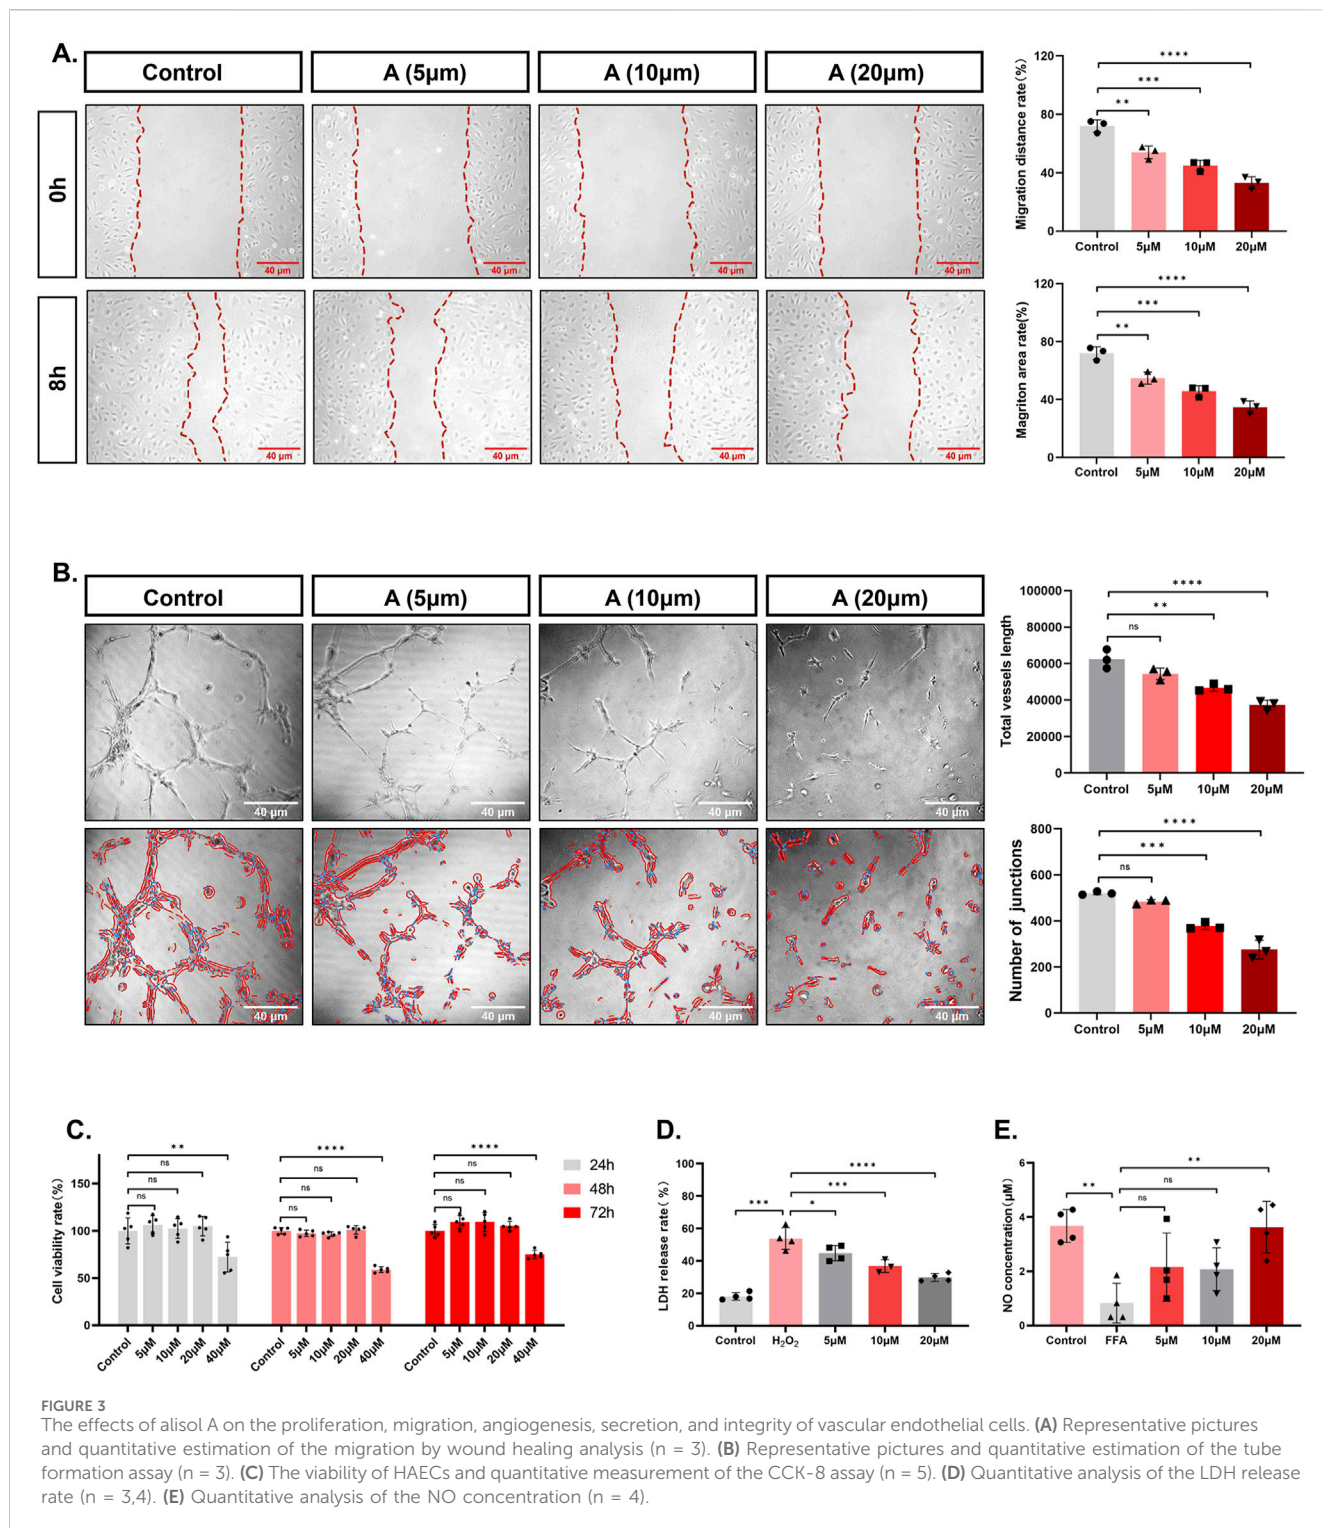 A.
Control
A (5μm)
A (10μm)
A (20μm)
0h
40 μm
40 μm
40 μm
40 μm
8h
40 μm
40 μm
40 μm
40 μm
Migration distance rate(%)
120
80
40
0
**
***
****
Control
5μM
10μM
20μM
Magriton area rate(%)
120
80
40
0
**
***
****
Control
5μM
10μM
20μM
B.
Control
A (5μm)
A (10μm)
A (20μm)
40 μm
40 μm
40 μm
40 μm
40 μm
40 μm
40 μm
40 μm
Total vessels length
100000
80000
60000
40000
20000
0
ns
**
****
Control
5μM
10μM
20μM
Number of junctions
800
600
400
200
0
ns
***
****
Control
5μM
10μM
20μM
C.
Cell viability rate(%)
150
100
50
0
**
ns
ns
ns
****
ns
ns
ns
****
ns
ns
ns
Control
5μM
10μM
20μM
40μM
Control
5μM
10μM
20μM
40μM
Control
5μM
10μM
20μM
40μM
24h
48h
72h
D.
LDH release rate(%)
100
80
60
40
20
0
***
*
***
****
Control
H₂O₂
5μM
10μM
20μM
E.
NO concentration(μM)
6
4
2
0
**
ns
ns
**
Control
FFA
5μM
10μM
20μM
FIGURE 3
The effects of alisol A on the proliferation, migration, angiogenesis, secretion, and integrity of vascular endothelial cells. (A) Representative pictures
and quantitative estimation of the migration by wound healing analysis (n = 3). (B) Representative pictures and quantitative estimation of the tube
formation assay (n = 3). (C) The viability of HAECs and quantitative measurement of the CCK-8 assay (n = 5). (D) Quantitative analysis of the LDH release
rate (n = 3,4). (E) Quantitative analysis of the NO concentration (n = 4).